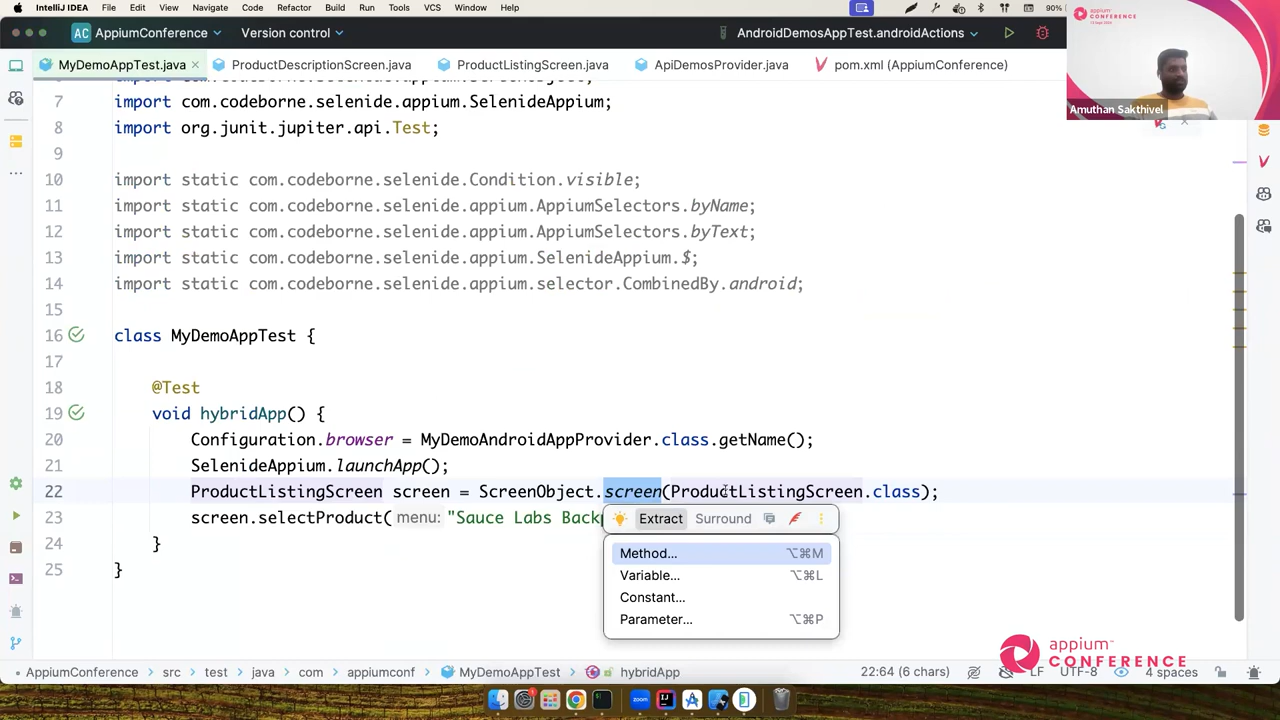 IntelliJ IDEA File Edit View Navigate Code Refactor Build Run Tools VCS Window Help 90%
AC AppiumConference Version control AndroidDemosAppTest.androidActions
MyDemoAppTest.java ProductDescriptionScreen.java ProductListingScreen.java ApiDemosProvider.java pom.xml (AppiumConference)
appium
CONFERENCE
Amuthan Sakthivel
7 import com.codeborne.selenide.appium.SelenideAppium;
8 import org.junit.jupiter.api.Test;
9
10 import static com.codeborne.selenide.Condition.visible;
11 import static com.codeborne.selenide.appium.AppiumSelectors.byName;
12 import static com.codeborne.selenide.appium.AppiumSelectors.byText;
13 import static com.codeborne.selenide.appium.SelenideAppium.$;
14 import static com.codeborne.selenide.appium.selector.CombinedBy.android;
15
16 class MyDemoAppTest {
17
18 @Test
19 void hybridApp() {
20 Configuration.browser = MyDemoAndroidAppProvider.class.getName();
21 SelenideAppium.launchApp();
22 ProductListingScreen screen = ScreenObject.screen(ProductListingScreen.class);
23 screen.selectProduct( menu: "Sauce Labs Back
24 }
25 }
Extract Surround
Method... ⌥⌘M
Variable... ⌥⌘L
Constant...
Parameter... ⌥⌘P
appium™
CONFERENCE
AppiumConference src test java com appiumconf MyDemoAppTest hybridApp 22:64 (6 chars) LF UTF-8 4 spaces